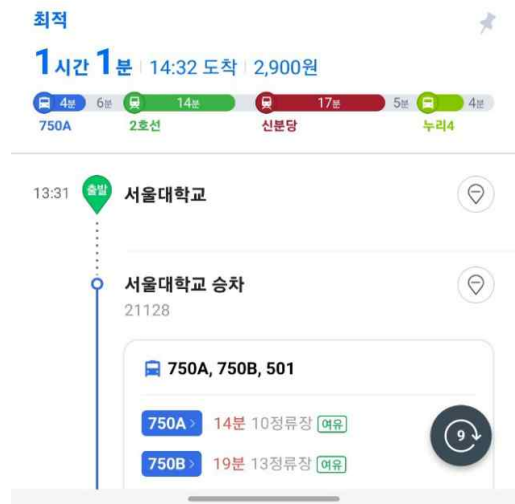 최적
1시간 1분 14:32 도착 2,900원
4분 6분 14분 17분 5분 4분
750A 2호선 신분당 누리4
13:31 출발 서울대학교
서울대학교 승차
21128
750A, 750B, 501
750A 14분 10정류장 여유
9
750B 19분 13정류장 여유